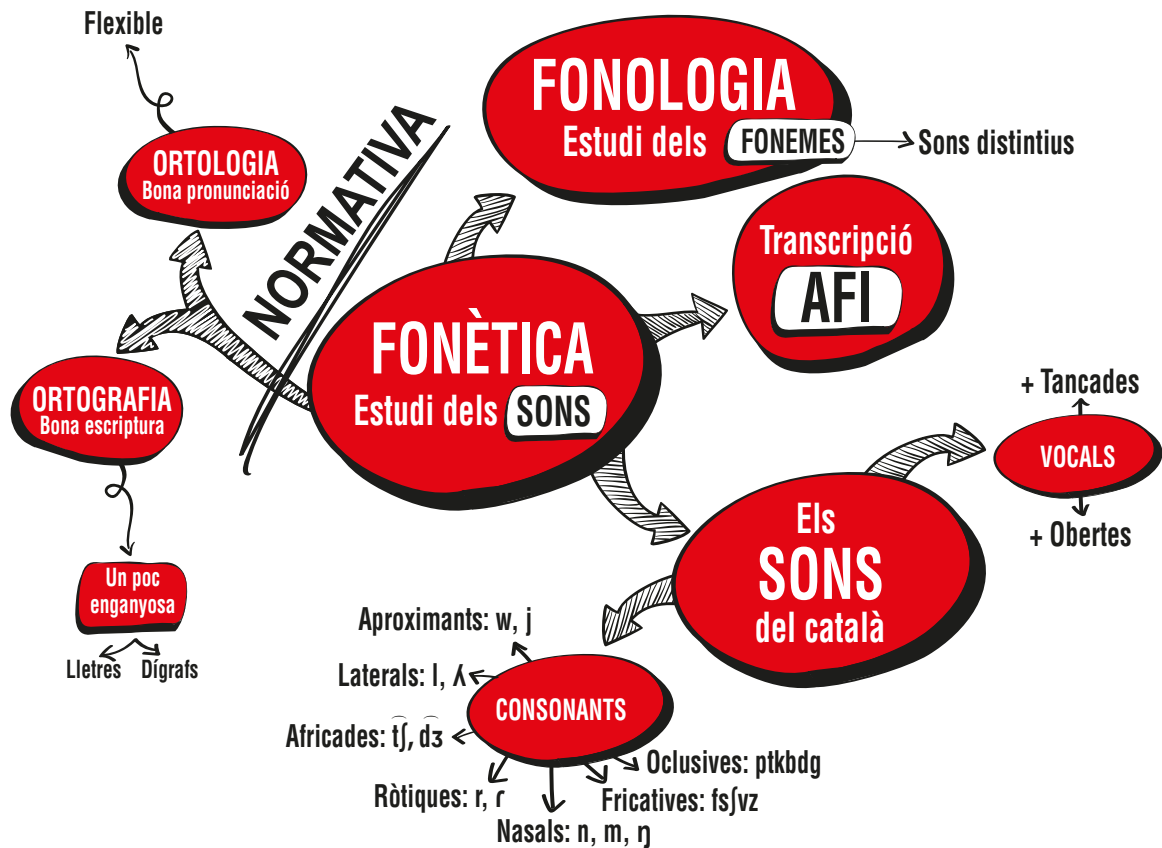 Flexible
ORTOLOGIA
Bona pronunciació
NORMATIVA
FONOLOGIA
Estudi dels FONEMES
Sons distintius
Transcripció
AFI
FONÈTICA
Estudi dels SONS
ORTOGRAFIA
Bona escriptura
Un poc
enganyosa
Lletres Dígrafs
+ Tancades
VOCALS
+ Obertes
Els
SONS
del català
CONSONANTS
Aproximants: w, j
Laterals: l, ʎ
Africades: t͡ʃ, d͡ʒ
Ròtiques: r, ɾ
Nasals: n, m, ŋ
Fricatives: fsʃvz
Oclusives: ptkbdg